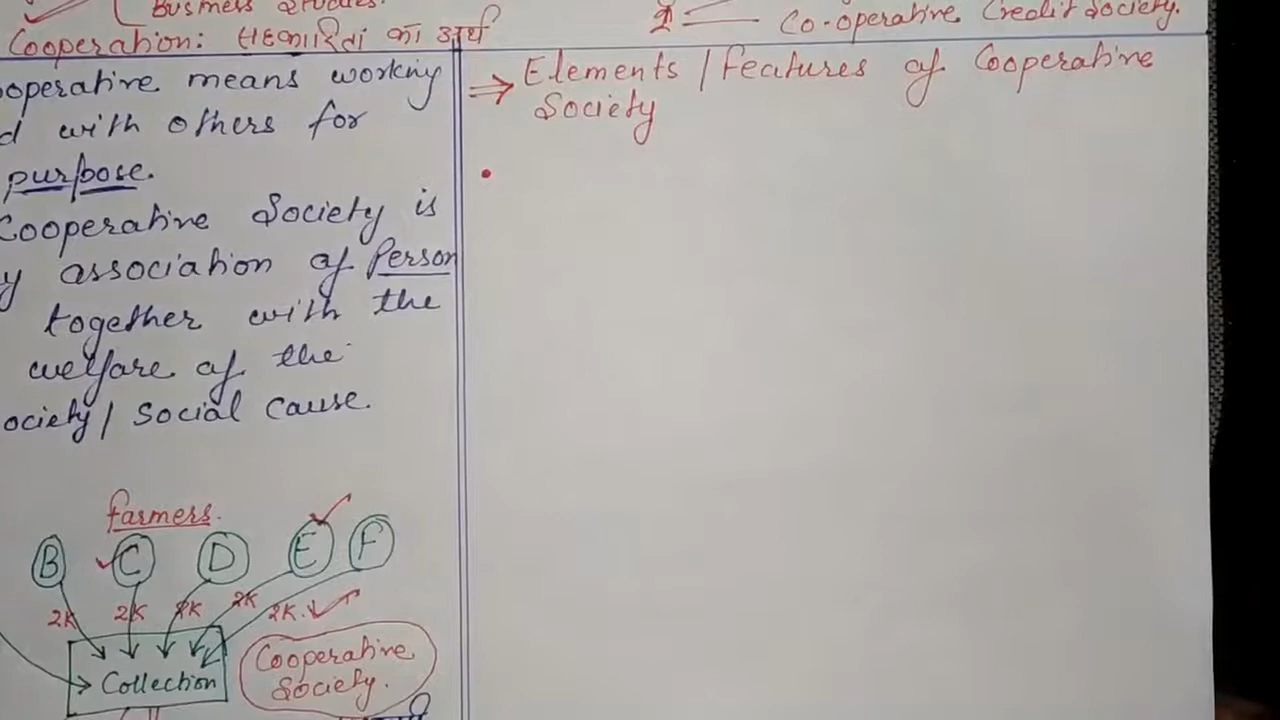 Business Studies.
Cooperation: सहकारिता का अर्थ
operative means working
d with others for
purpose.
Cooperative Society is
y association of Person
together with the
welfare of the
ociety / Social cause.
farmers.
B C D E F
2K 2K 2K 2K 2K.
Collection
Cooperative
Society.
Co-operative Credit Society.
⇒ Elements / Features of Cooperative
Society